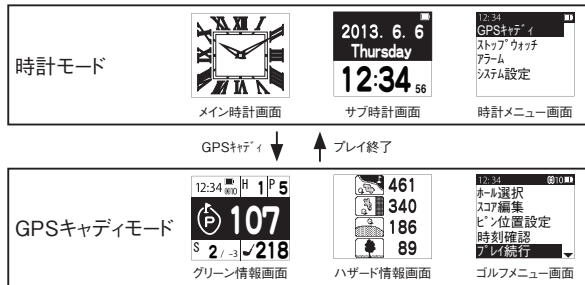 時計モード
XII
2013. 6. 6
Thursday
12:34 56
12:34
GPSｷｬﾃﾞｨ
ｽﾄｯﾌﾟｳｫｯﾁ
ｱﾗｰﾑ
ｼｽﾃﾑ設定
メイン時計画面
サブ時計画面
時計メニュー画面
GPSｷｬﾃﾞｨ
プレイ終了
GPSキャディモード
12:34 10 H 1 P 5
P 107
S 2 / -3 218
461
340
186
89
12:34 10
ﾎｰﾙ選択
ｽｺｱ編集
ﾋﾟﾝ位置設定
時刻確認
ﾌﾟﾚｲ続行
グリーン情報画面
ハザード情報画面
ゴルフメニュー画面